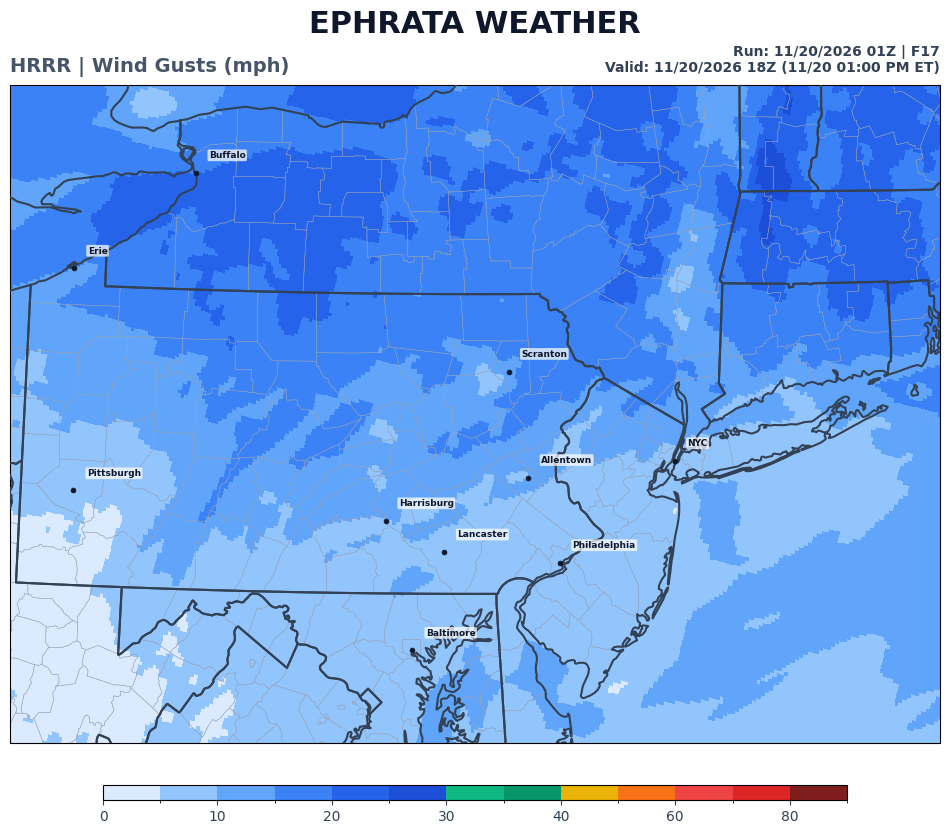 EPHRATA WEATHER
HRRR | Wind Gusts (mph)
Run: 11/20/2026 01Z | F17
Valid: 11/20/2026 18Z (11/20 01:00 PM ET)
Buffalo
Erie
Scranton
NYC
Allentown
Pittsburgh
Harrisburg
Lancaster
Philadelphia
Baltimore
0 10 20 30 40 60 80